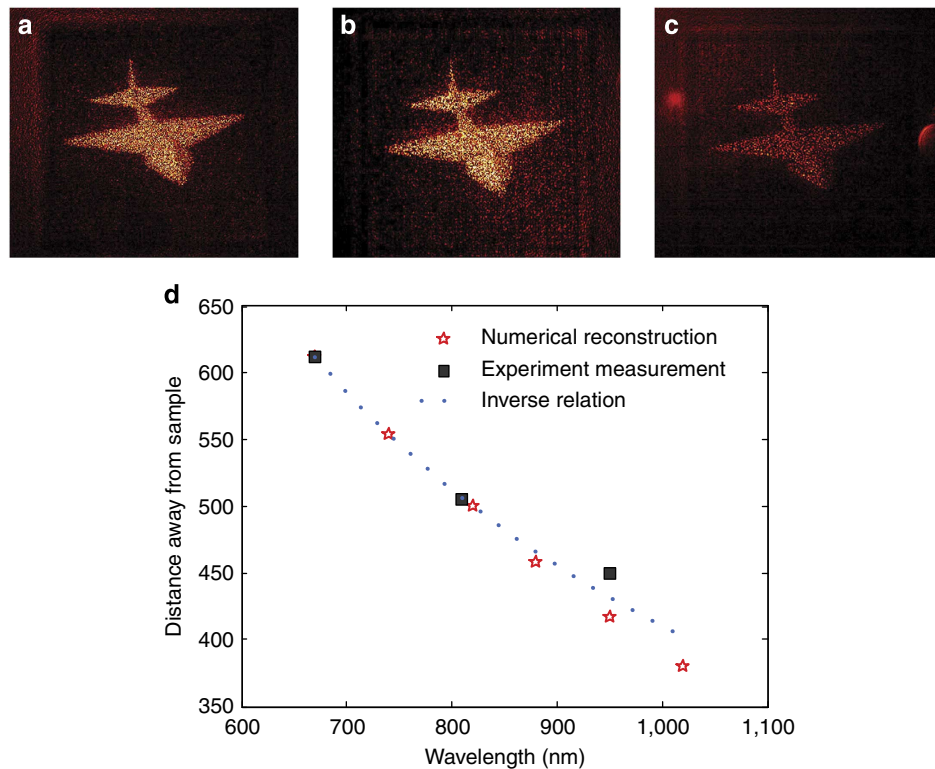 a
b
c
d
650
600
550
500
450
400
350
Distance away from sample
Numerical reconstruction
Experiment measurement
Inverse relation
600
700
800
900
1,000
1,100
Wavelength (nm)